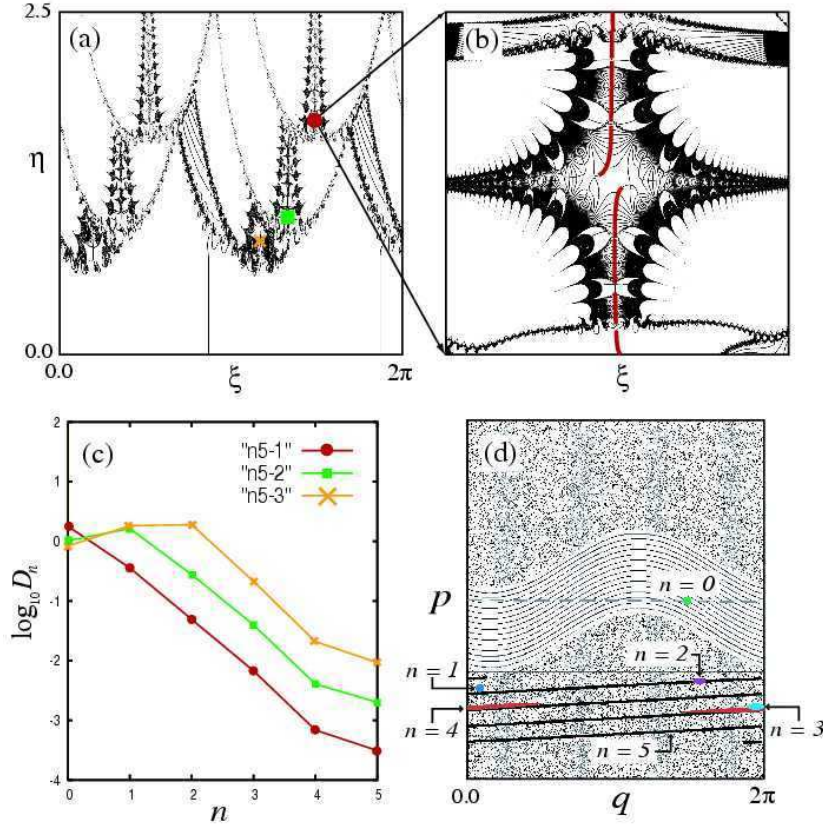 (a)
2.5
η
0.0
0.0
ξ
2π
(b)
ξ
(c)
2
1
0
-1
-2
-3
-4
log₁₀ Dₙ
"n5-1"
"n5-2"
"n5-3"
0 1 2 3 4 5
n
(d)
p
n = 0
n = 1
n = 2
n = 4
n = 3
n = 5
0.0
q
2π